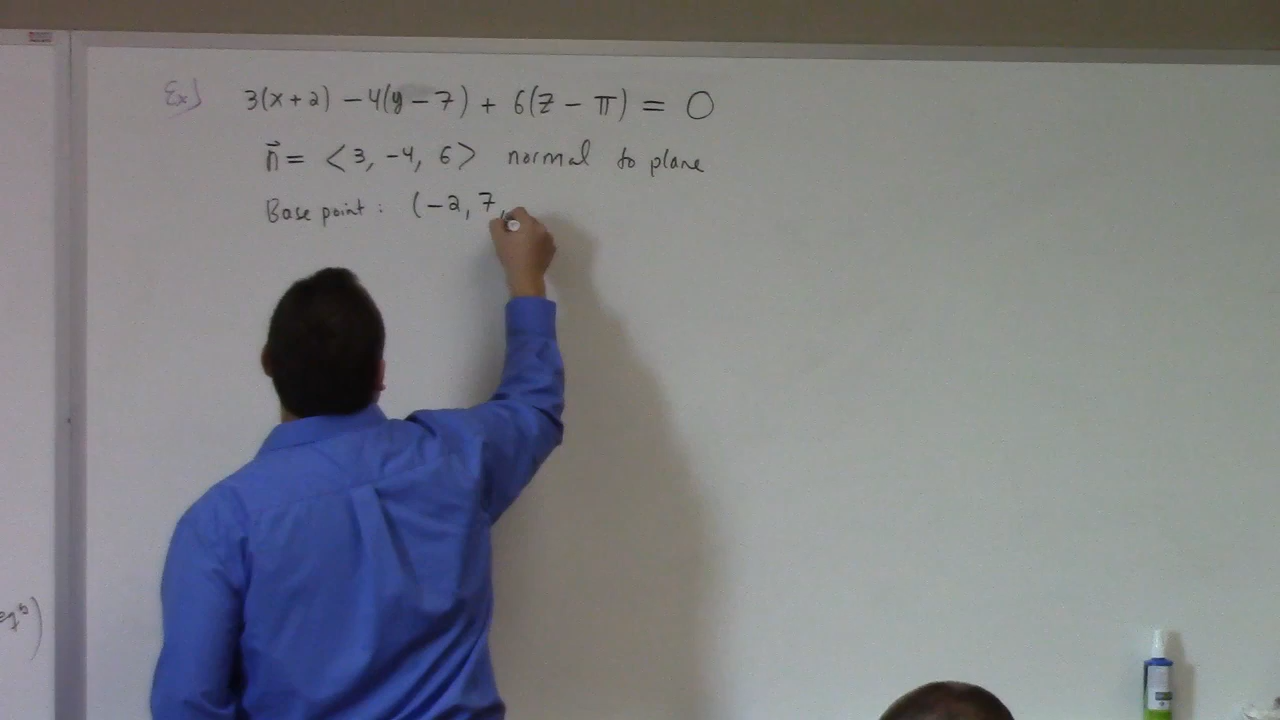 Ex) 3(x+2) − 4(y−7) + 6(z − π) = 0
n⃗ = <3, −4, 6> normal to plane
Base point: (−2, 7,